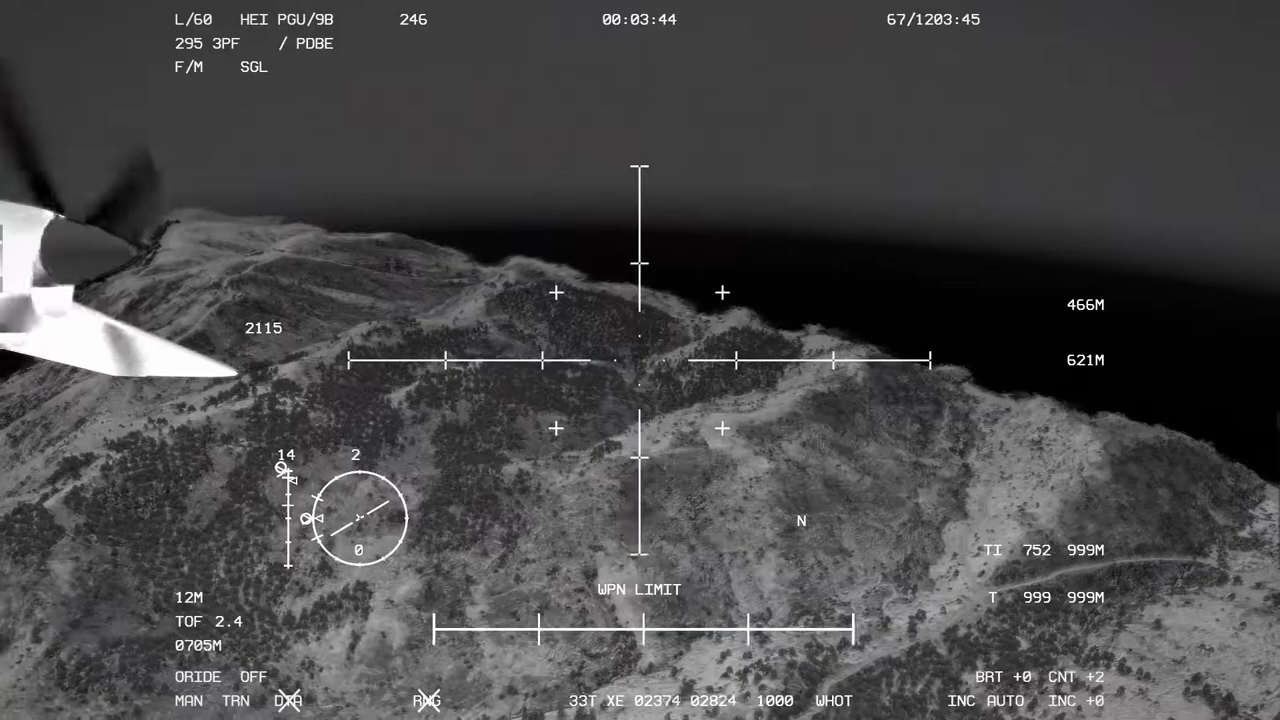 L/60 HEI PGU/9B 246 00:03:44 67/1203:45
295 3PF / PDBE
F/M SGL
466M
2115
621M
14 2
N
0
TI 752 999M
WPN LIMIT
12M T 999 999M
TOF 2.4
0705M
ORIDE OFF BRT +0 CNT +2
MAN TRN DTA RNG 33T XE 02374 02824 1000 WHOT INC AUTO INC +0